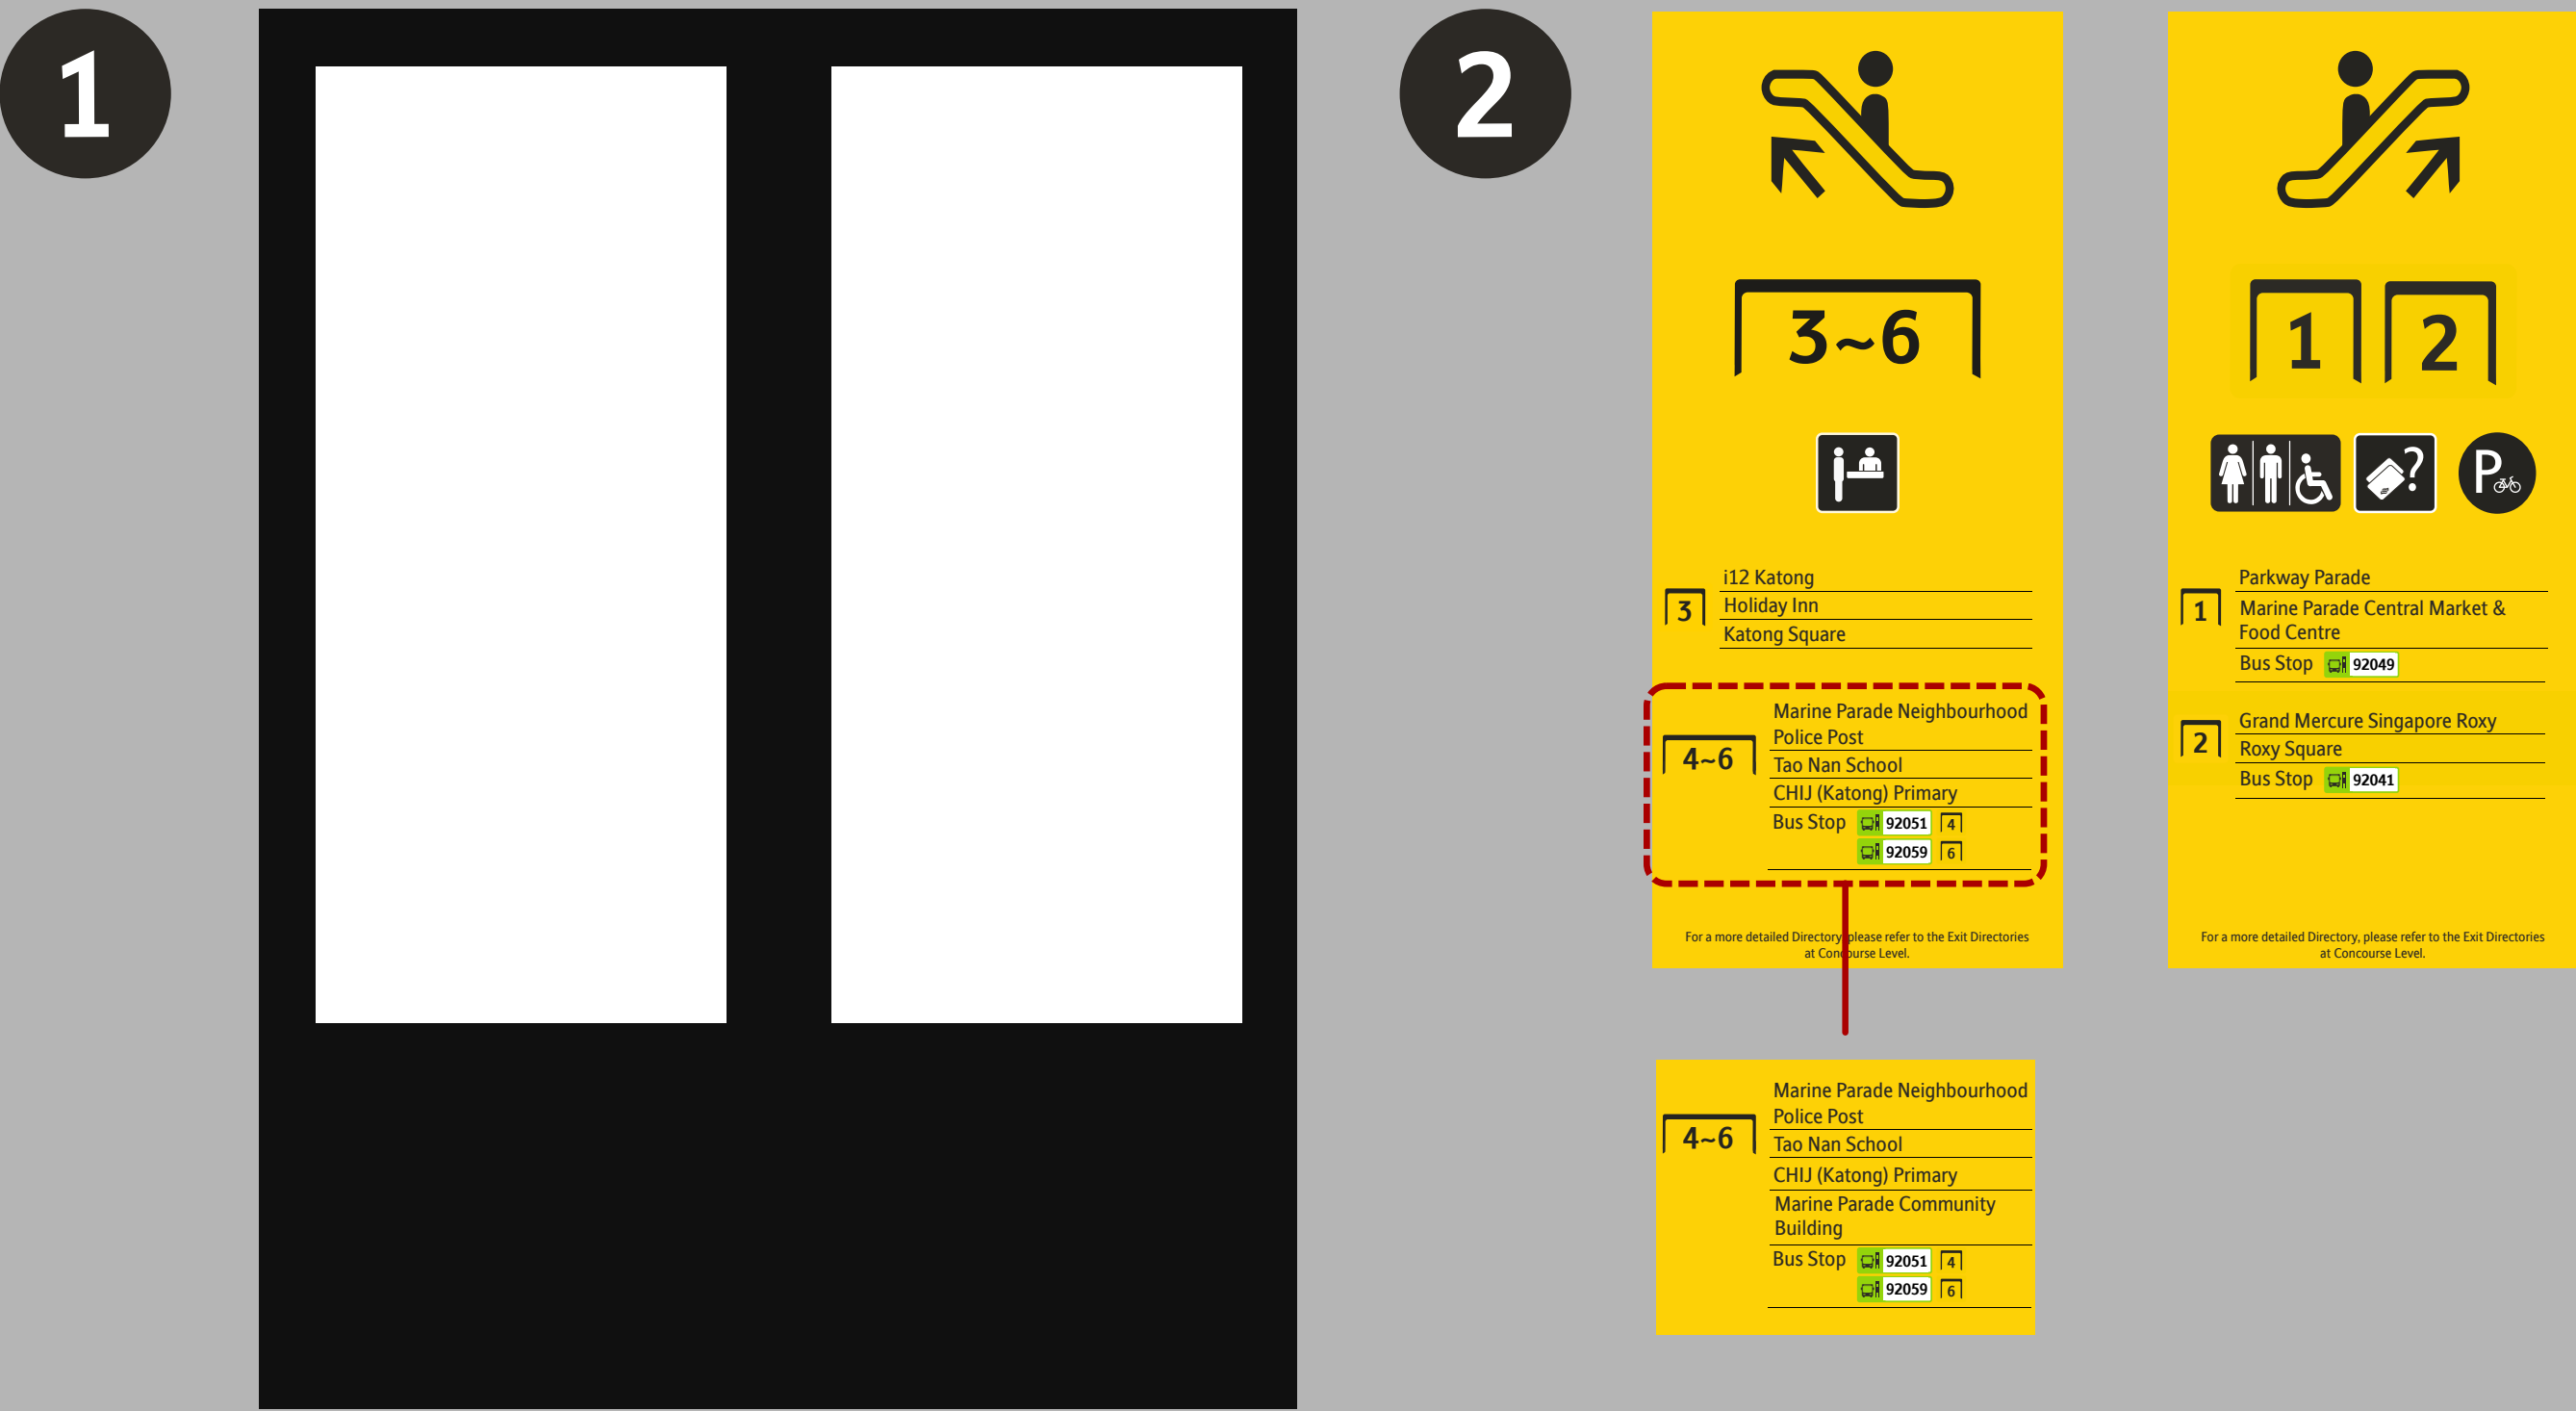 1
2
3~6
3
i12 Katong
Holiday Inn
Katong Square
4~6
Marine Parade Neighbourhood
Police Post
Tao Nan School
CHIJ (Katong) Primary
Bus Stop 92051 4
92059 6
For a more detailed Directory, please refer to the Exit Directories
at Concourse Level.
4~6
Marine Parade Neighbourhood
Police Post
Tao Nan School
CHIJ (Katong) Primary
Marine Parade Community
Building
Bus Stop 92051 4
92059 6
1 2
?
P
1
Parkway Parade
Marine Parade Central Market &
Food Centre
Bus Stop 92049
2
Grand Mercure Singapore Roxy
Roxy Square
Bus Stop 92041
For a more detailed Directory, please refer to the Exit Directories
at Concourse Level.